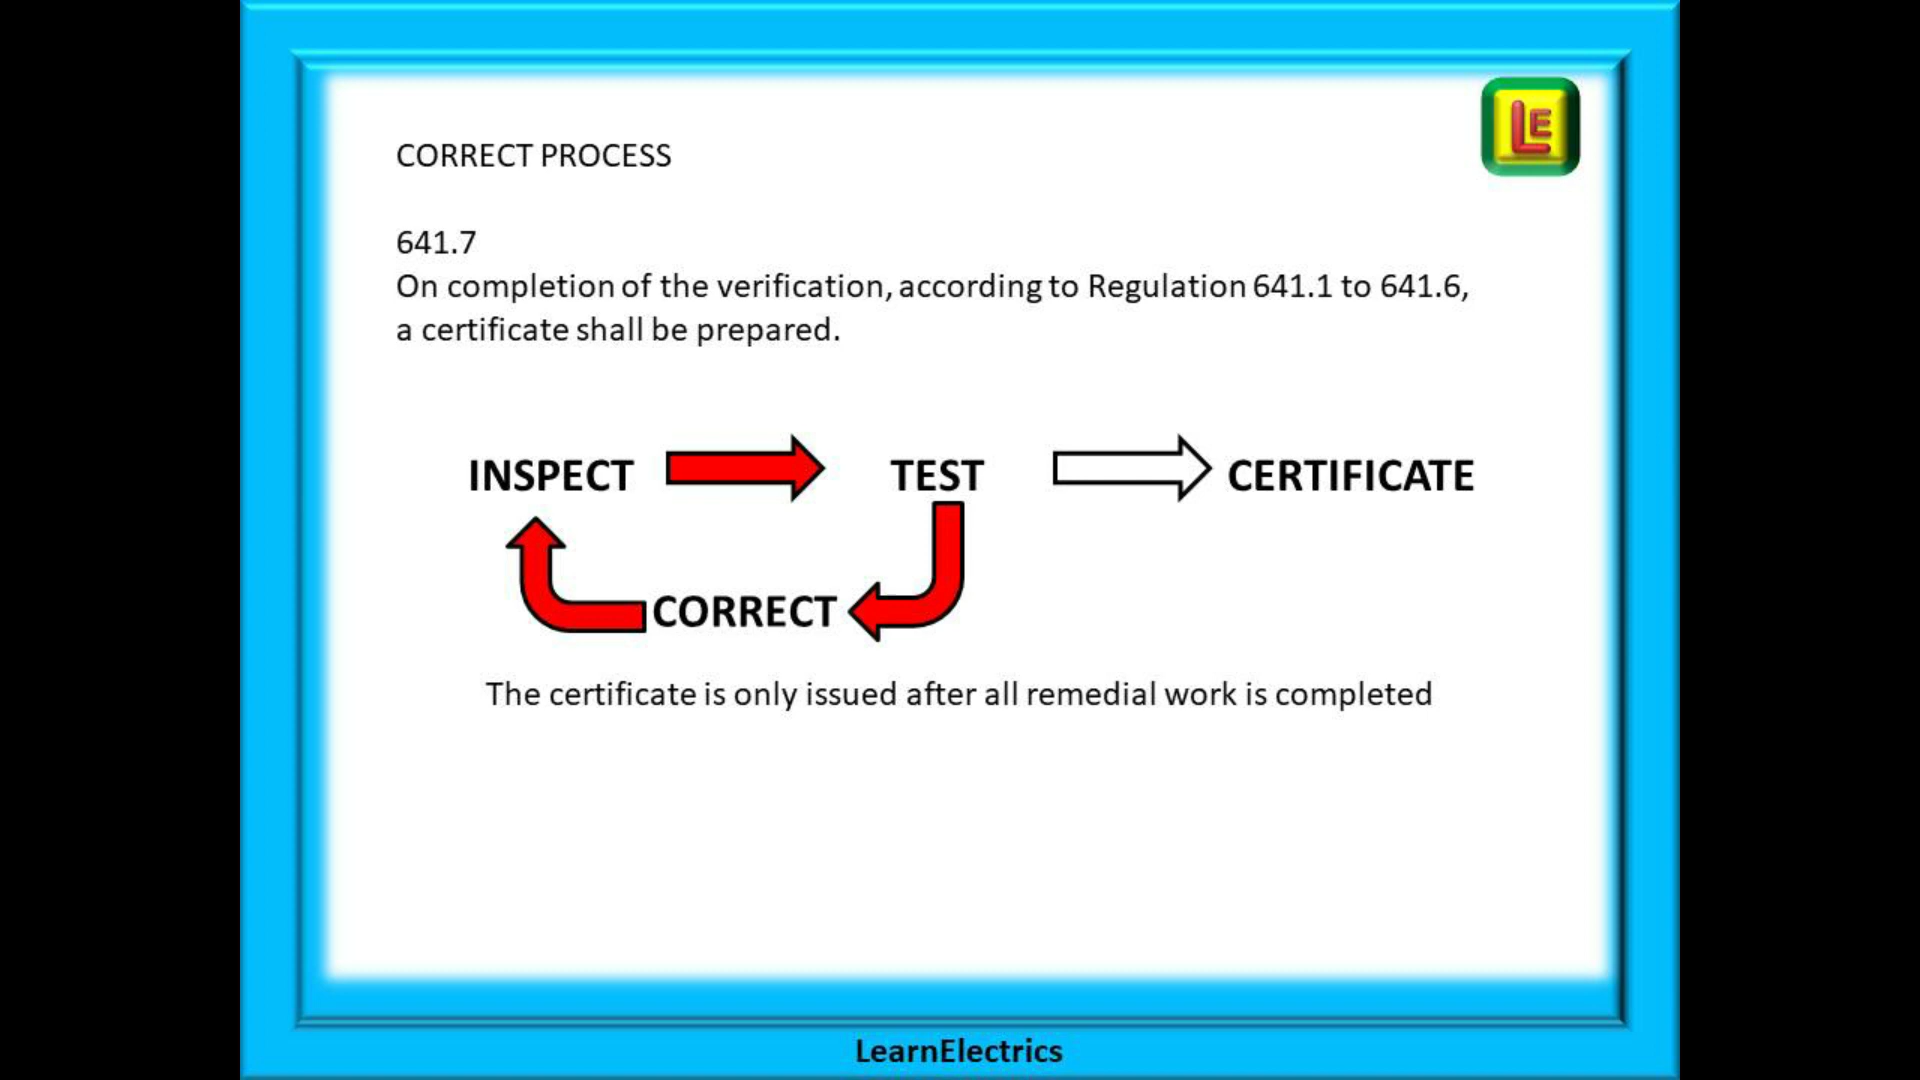 LE
CORRECT PROCESS
641.7
On completion of the verification, according to Regulation 641.1 to 641.6,
a certificate shall be prepared.
INSPECT TEST CERTIFICATE
CORRECT
The certificate is only issued after all remedial work is completed
LearnElectrics